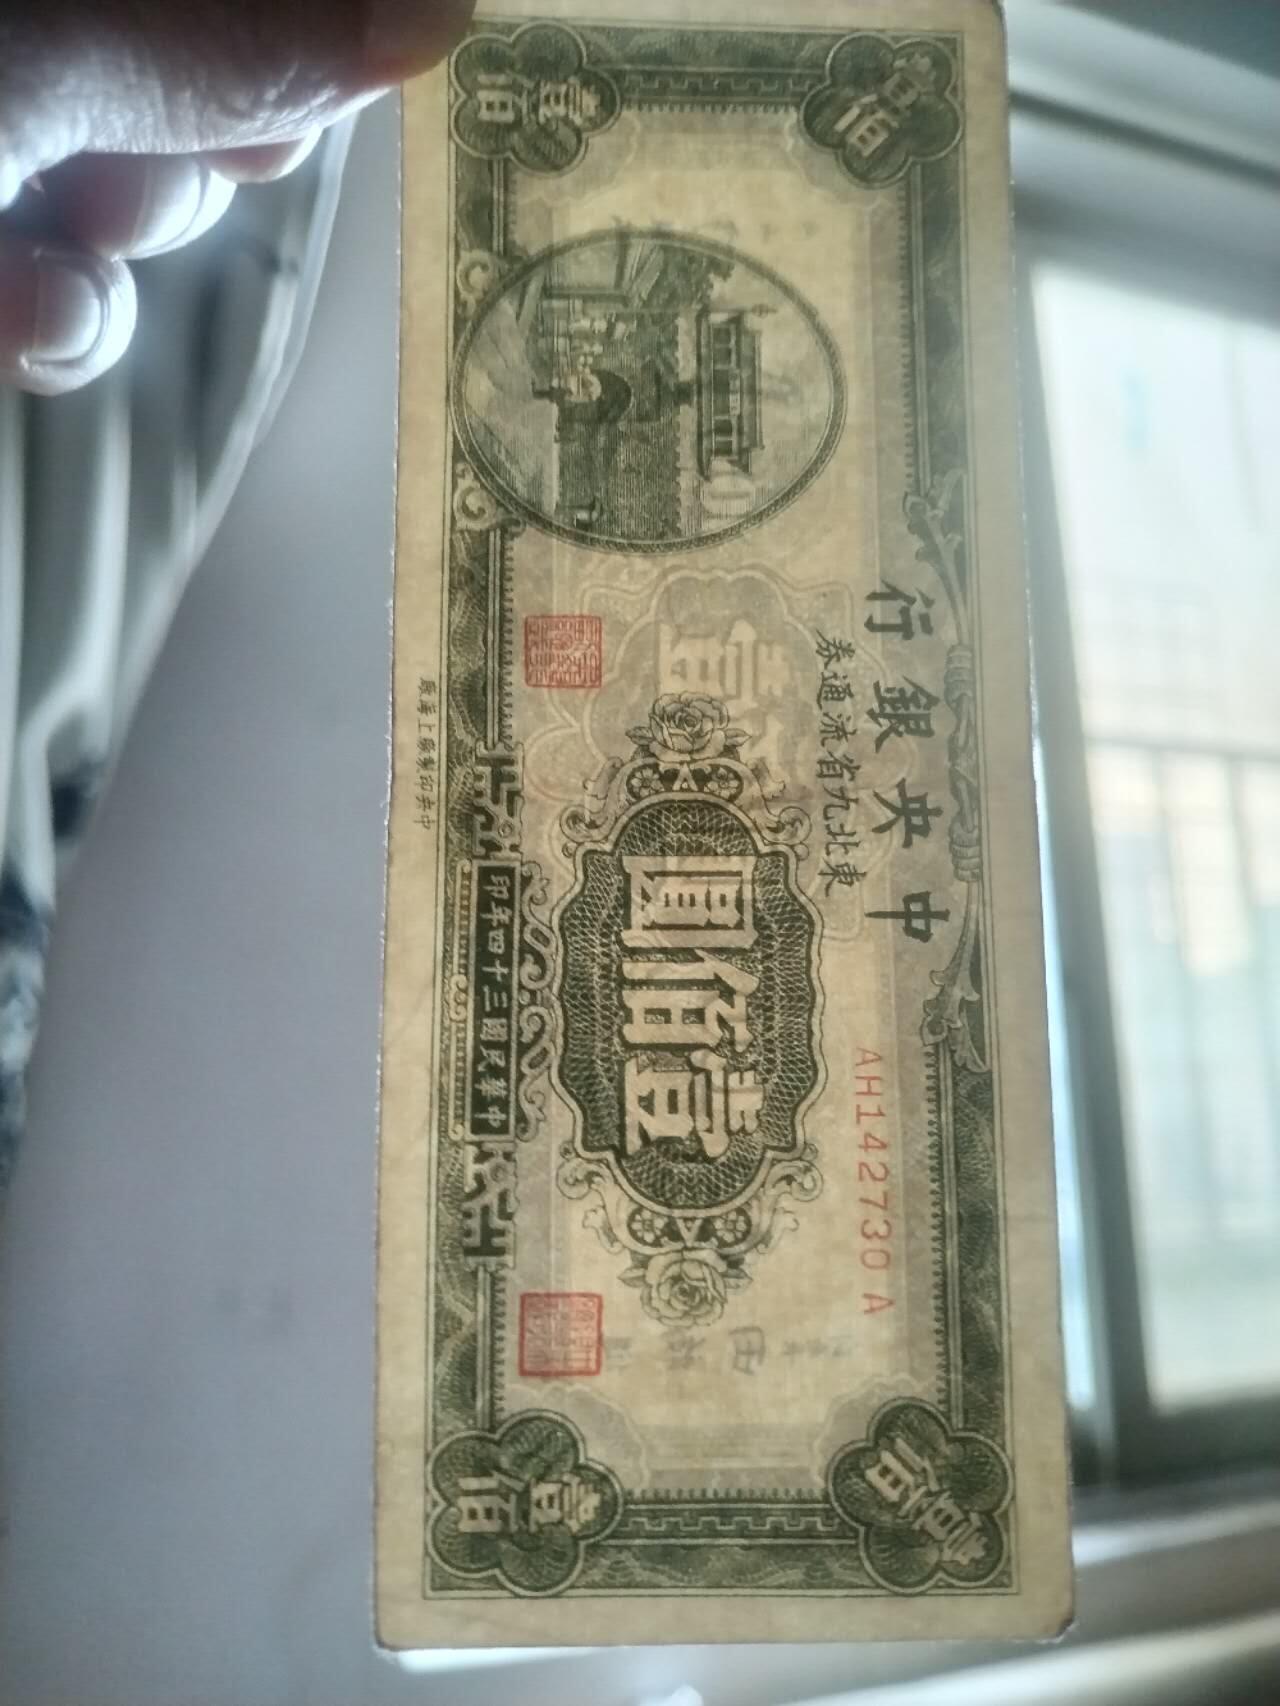 壹佰
壹佰
中央銀行
東北九省流通券
AH142730 A
壹佰圓
中華民國三十四年印
壹佰
壹佰
中央印製廠上海廠